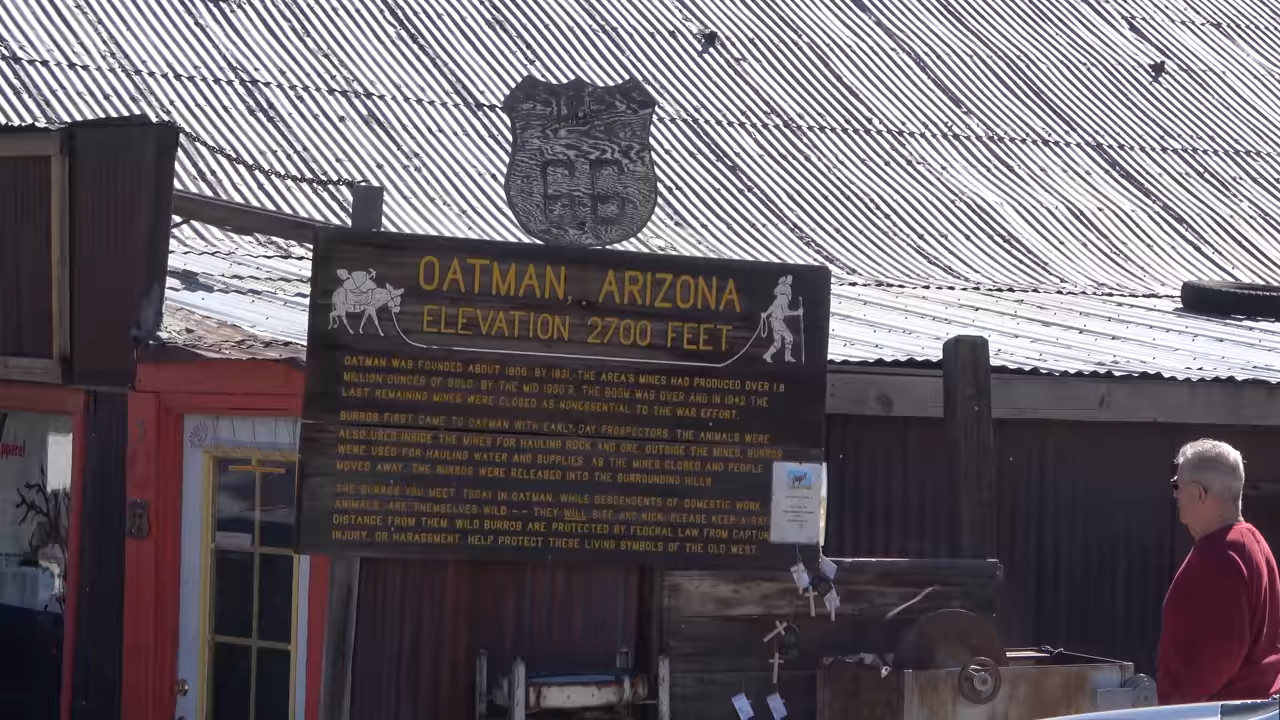 66
OATMAN, ARIZONA
ELEVATION 2700 FEET
OATMAN WAS FOUNDED ABOUT 1906. BY 1931, THE AREA'S MINES HAD PRODUCED OVER 1.8
MILLION OUNCES OF GOLD. BY THE MID 1930'S, THE BOOM WAS OVER AND IN 1942 THE
LAST REMAINING MINES WERE CLOSED AS NONESSENTIAL TO THE WAR EFFORT.
BURROS FIRST CAME TO OATMAN WITH EARLY-DAY PROSPECTORS. THE ANIMALS WERE
ALSO USED INSIDE THE MINES FOR HAULING ROCK AND ORE. OUTSIDE THE MINES, BURROS
WERE USED FOR HAULING WATER AND SUPPLIES. AS THE MINES CLOSED AND PEOPLE
MOVED AWAY, THE BURROS WERE RELEASED INTO THE SURROUNDING HILLS.
THE BURROS YOU MEET TODAY IN OATMAN, WHILE DESCENDENTS OF DOMESTIC WORK
ANIMALS, ARE THEMSELVES WILD -- THEY WILL BITE AND KICK. PLEASE KEEP A SAF
DISTANCE FROM THEM. WILD BURROS ARE PROTECTED BY FEDERAL LAW FROM CAPTUR
INJURY, OR HARASSMENT. HELP PROTECT THESE LIVING SYMBOLS OF THE OLD WEST.
pparel